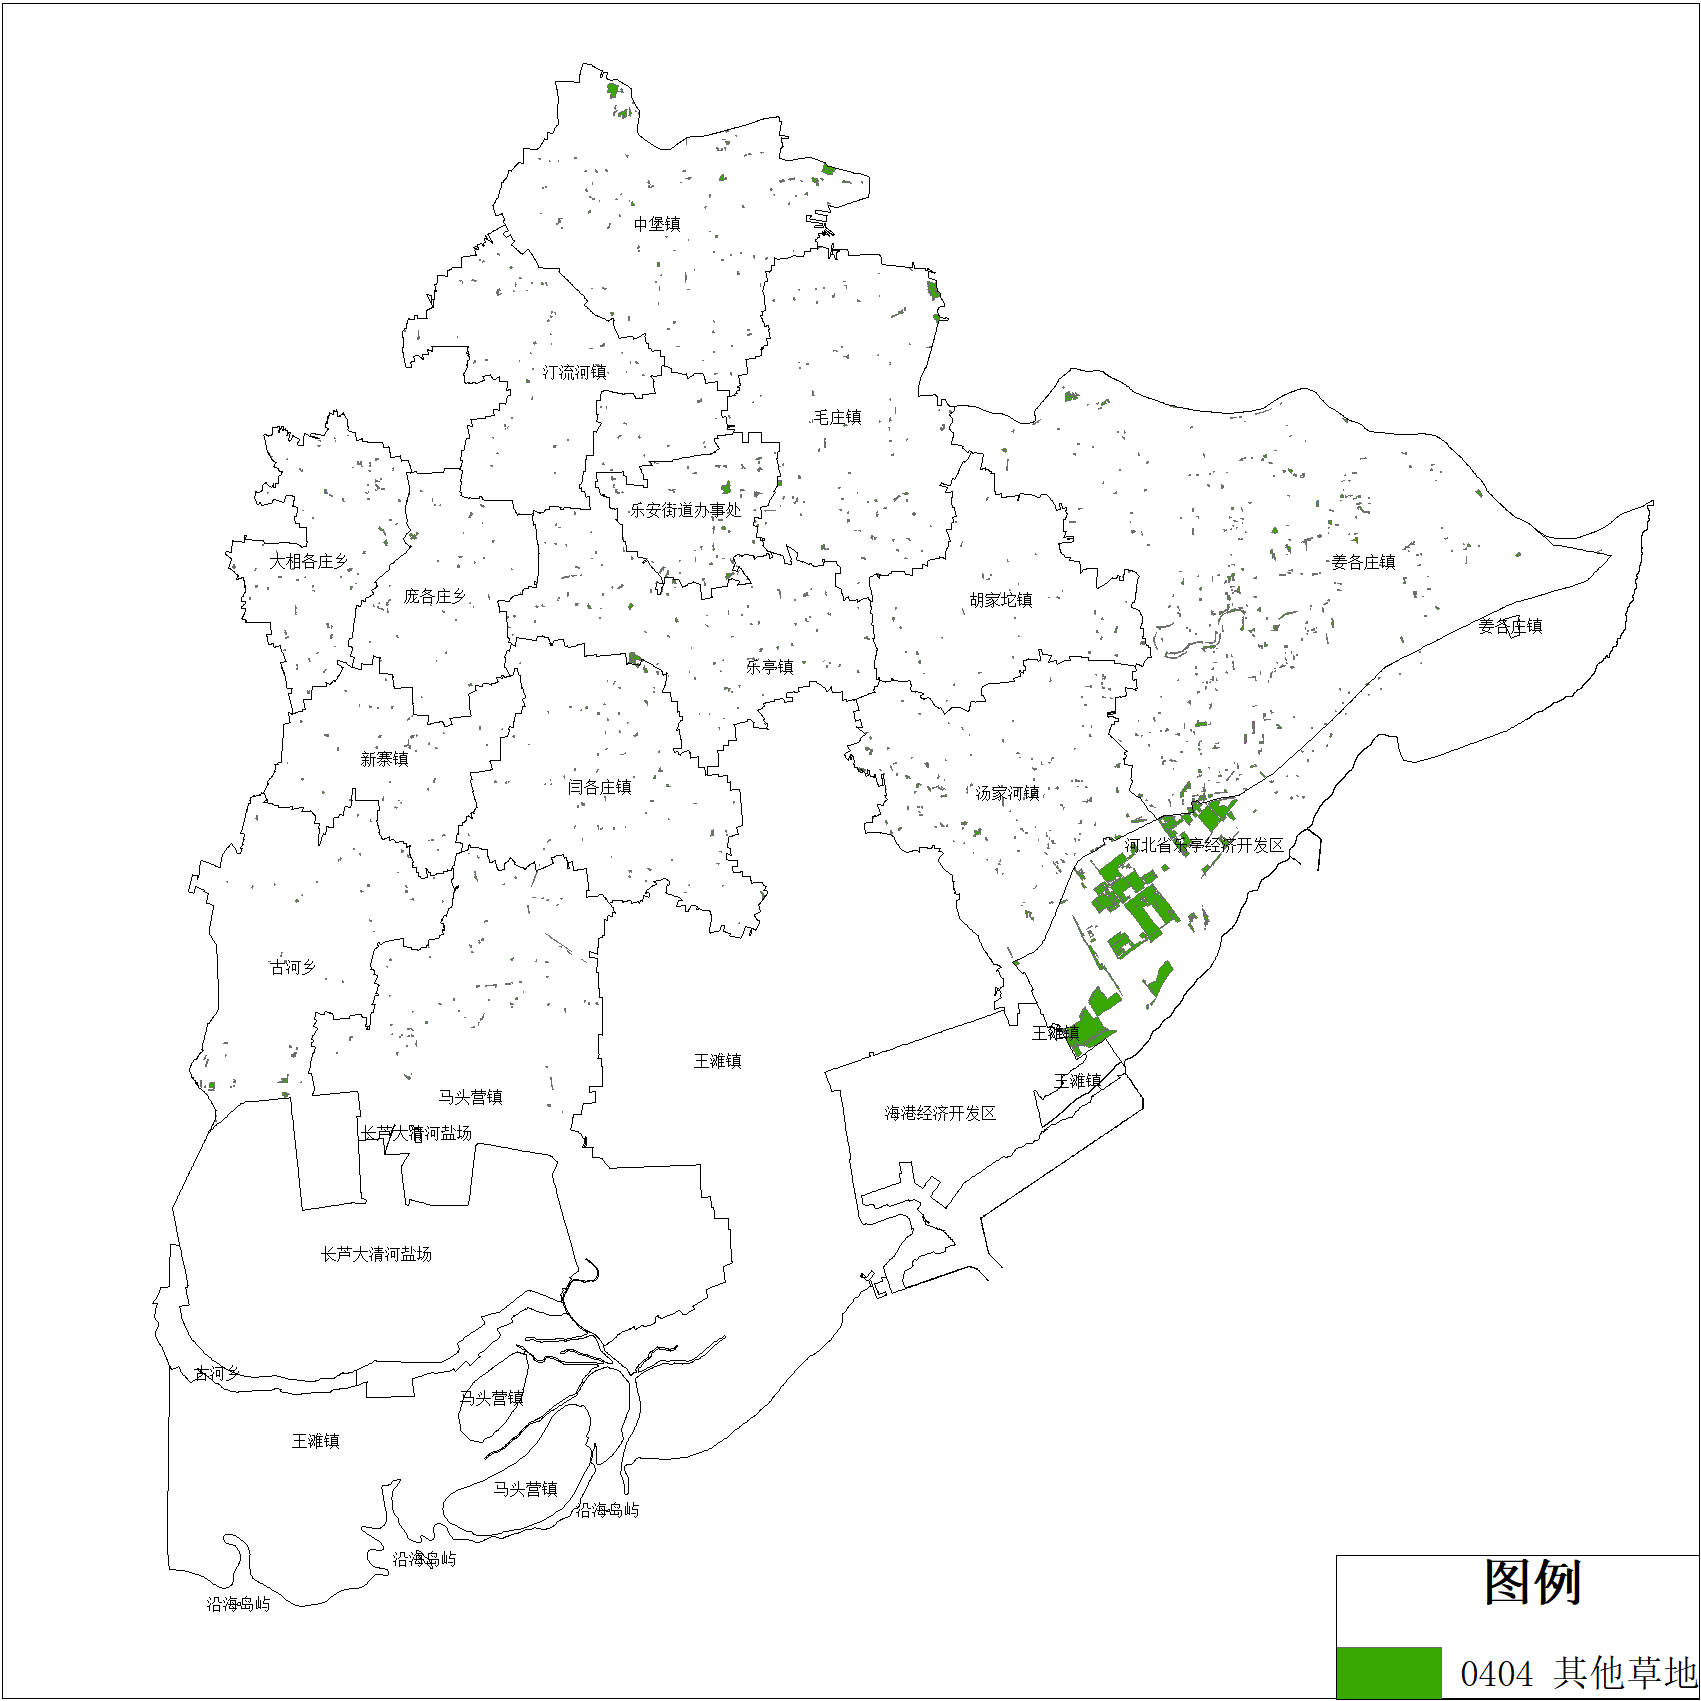 中堡镇
汀流河镇
毛庄镇
乐安街道办事处
大相各庄乡
姜各庄镇
庞各庄乡
胡家坨镇
姜各庄镇
乐亭镇
新寨镇
闫各庄镇
汤家河镇
河北省乐亭经济开发区
古河乡
王滩镇
王滩镇
王滩镇
马头营镇
海港经济开发区
长芦大清河盐场
长芦大清河盐场
古河乡
马头营镇
王滩镇
马头营镇
沿海岛屿
沿海岛屿
沿海岛屿
图例
0404 其他草地